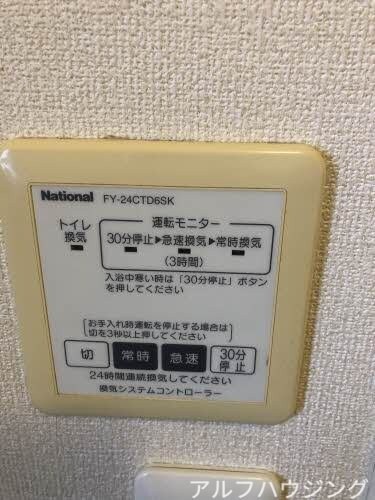 National FY-24CTD6SK
トイレ
換気
運転モニター
30分停止▶急速換気▶常時換気
(3時間)
入浴中寒い時は「30分停止」ボタン
を押してください
お手入れ時運転を停止する場合は
切を3秒以上押してください
切 常時 急速 30分
停止
24時間連続換気してください
換気システムコントローラー
アルフハウジング